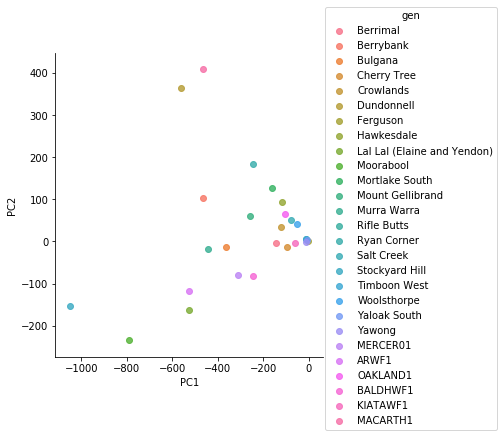 gen
Berrimal
Berrybank
Bulgana
Cherry Tree
Crowlands
Dundonnell
Ferguson
Hawkesdale
Lal Lal (Elaine and Yendon)
Moorabool
Mortlake South
Mount Gellibrand
Murra Warra
Rifle Butts
Ryan Corner
Salt Creek
Stockyard Hill
Timboon West
Woolsthorpe
Yaloak South
Yawong
MERCER01
ARWF1
OAKLAND1
BALDHWF1
KIATAWF1
MACARTH1
400
300
200
100
0
−100
−200
PC2
−1000 −800 −600 −400 −200 0
PC1